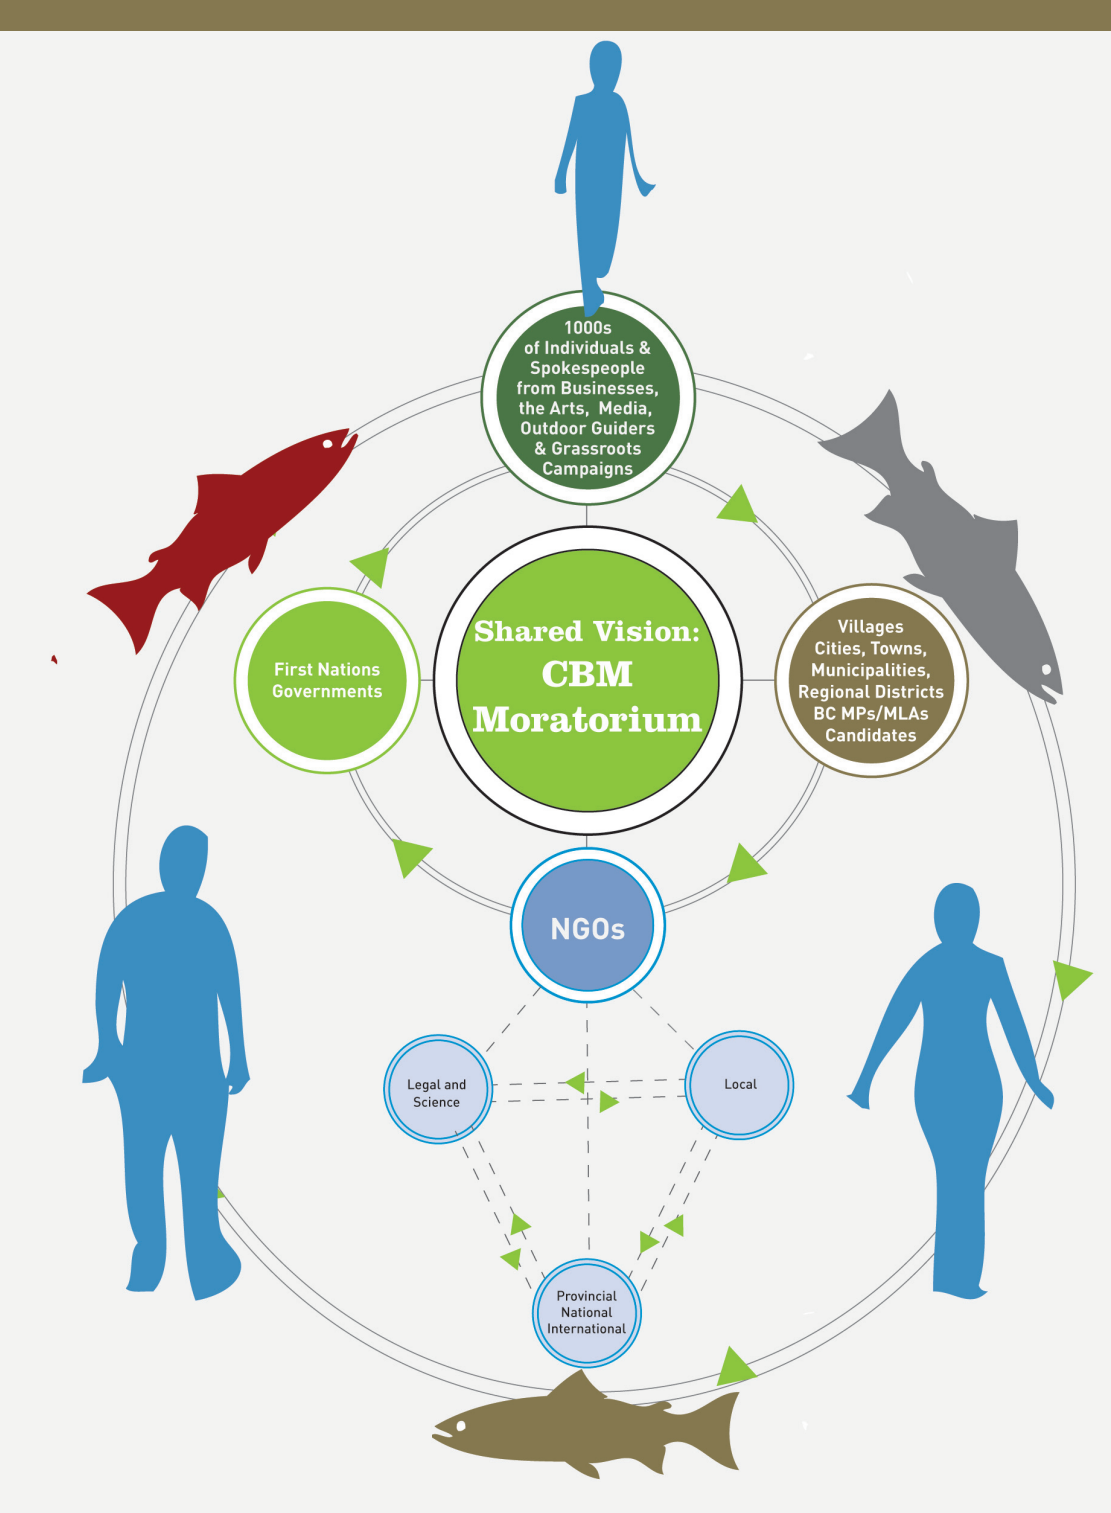 1000s
of Individuals &
Spokespeople
from Businesses,
the Arts, Media,
Outdoor Guiders
& Grassroots
Campaigns
Shared Vision:
CBM
Moratorium
First Nations
Governments
Villages
Cities, Towns,
Municipalities,
Regional Districts
BC MPs/MLAs
Candidates
NGOs
Legal and
Science
Local
Provincial
National
International